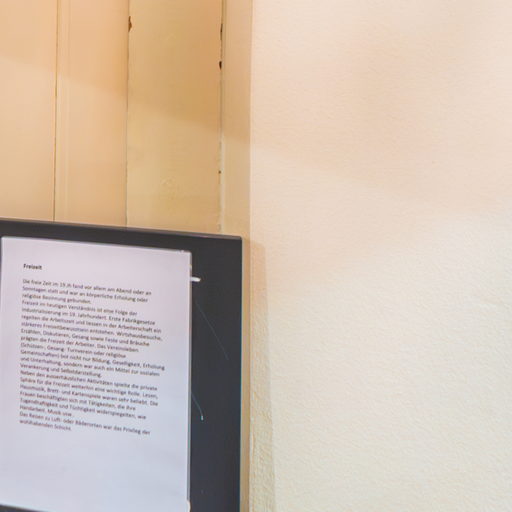 Freizeit
Die freie Zeit im 19.Jh fand vor allem am Abend oder an
Sonntagen statt und war an körperliche Erholung oder
religiöse Besinnung gebunden.
Freizeit im heutigen Verständnis ist eine Folge der
Industrialisierung im 19. Jahrhundert. Erste Fabrikgesetze
regelten die Arbeitszeit und liessen in der Arbeiterschaft ein
stärkeres Freizeitbewusstsein entstehen. Wirtshausbesuche,
Erzählen, Diskutieren, Gesang sowie Feste und Bräuche
prägten die Freizeit der Arbeiter. Das Vereinsleben
(Schützen-, Gesang- Turnverein oder religiöse
Gemeinschaften) bot nicht nur Bildung, Geselligkeit, Erholung
und Unterhaltung, sondern war auch ein Mittel zur sozialen
Verankerung und Selbstdarstellung.
Neben den ausserhäuslichen Aktivitäten spielte die private
Sphäre für die Freizeit weiterhin eine wichtige Rolle. Lesen,
Hausmusik, Brett- und Kartenspiele waren sehr beliebt. Die
Frauen beschäftigten sich mit Tätigkeiten, die ihre
Tugendhaftigkeit und Tüchtigkeit widerspiegelten, wie
Handarbeit, Musik usw.
Das Reisen zu Luft- oder Bäderorten war das Privileg der
wohlhabenden Schicht.